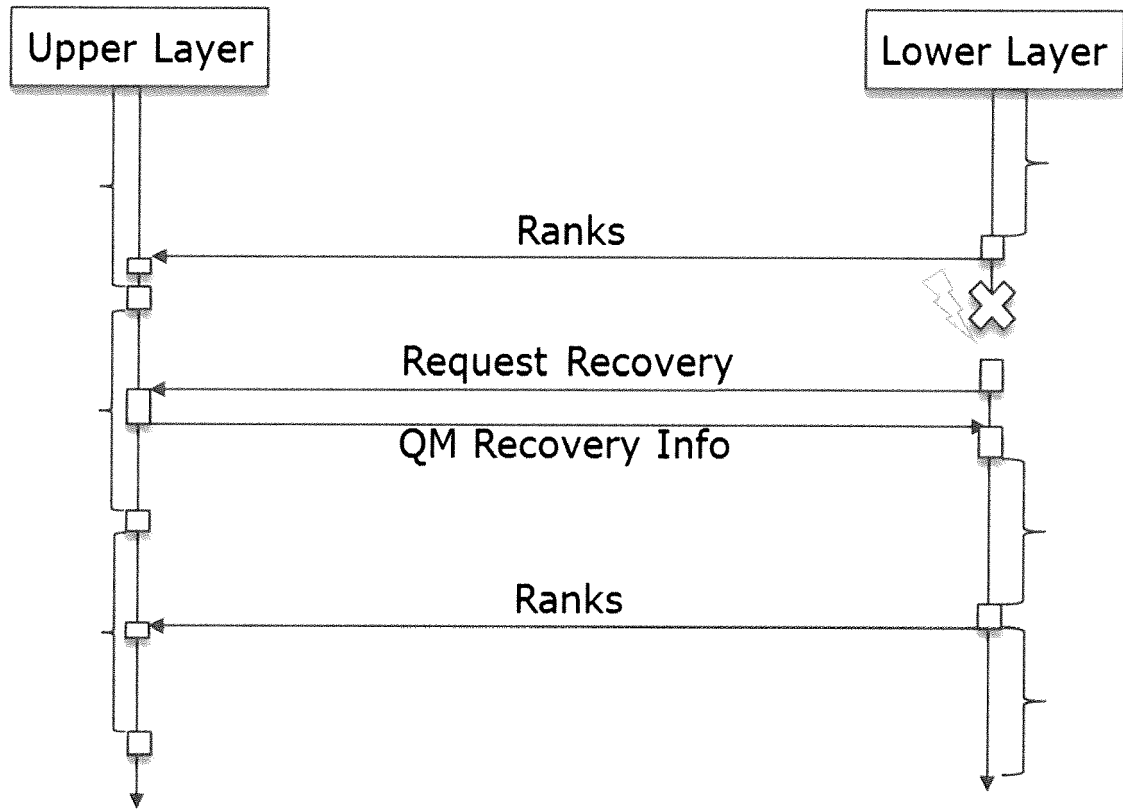 Upper Layer
Lower Layer
Ranks
Request Recovery
QM Recovery Info
Ranks